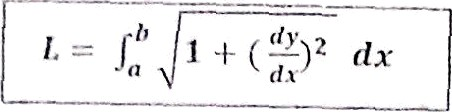 L = ∫_a^b √(1 + (dy/dx)²) dx